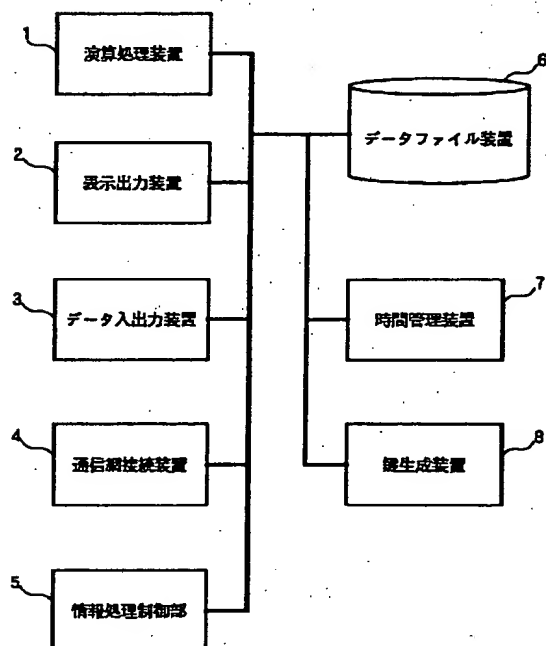 1
演算処理装置
2
表示出力装置
3
データ入出力装置
4
通信網接続装置
5
情報処理制御部
6
データファイル装置
7
時間管理装置
8
鍵生成装置